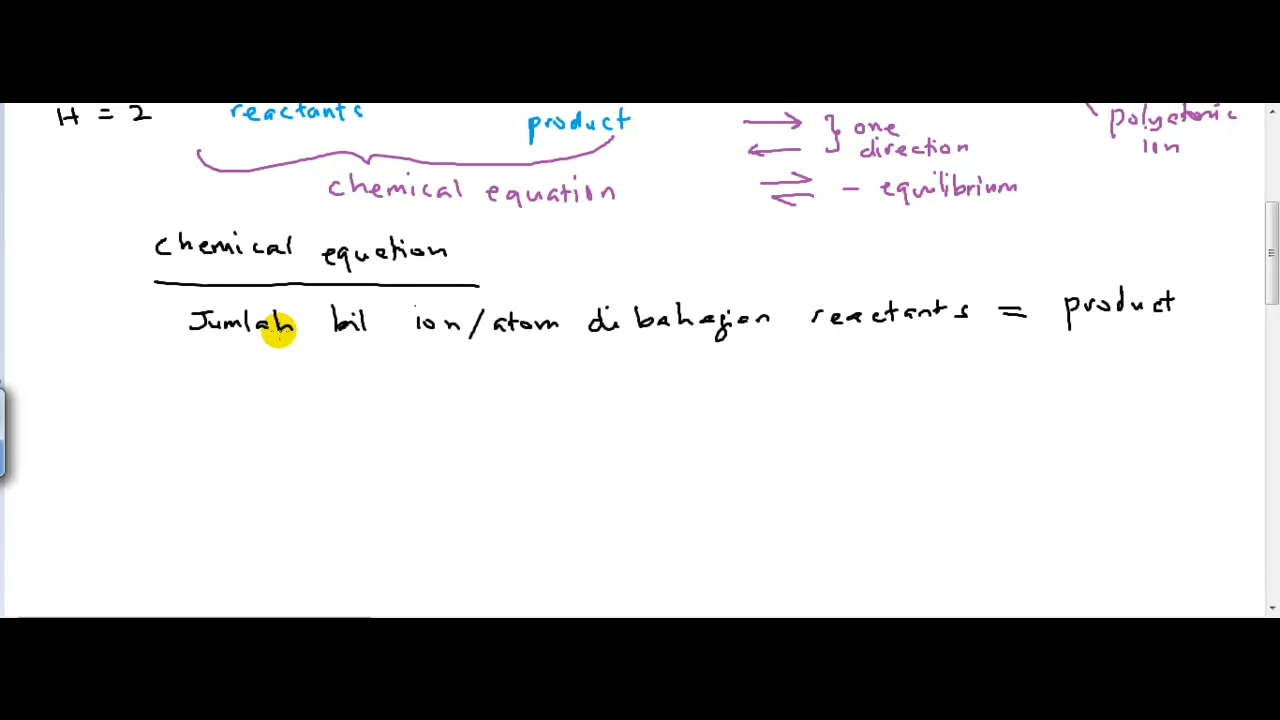 H = 2 reactants
product
polyatomic
ion
} one
direction
chemical equation
- equilibrium
chemical equation
Jumlah bil ion/atom di bahagian reactants = product